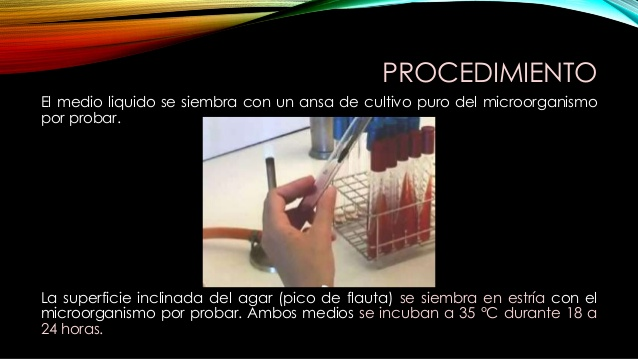 PROCEDIMIENTO
El medio liquido se siembra con un ansa de cultivo puro del microorganismo
por probar.
La superficie inclinada del agar (pico de flauta) se siembra en estría con el
microorganismo por probar. Ambos medios se incuban a 35 °C durante 18 a
24 horas.